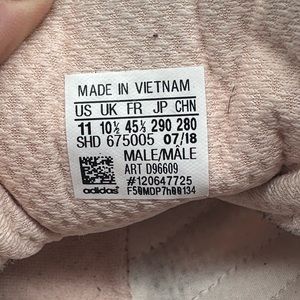 MADE IN VIETNAM
US UK FR JP CHN
11 10½ 45⅓ 290 280
SHD 675005 07/18
MALE/MÂLE
ART D96609
#120647725
adidas F50MDP7h00134